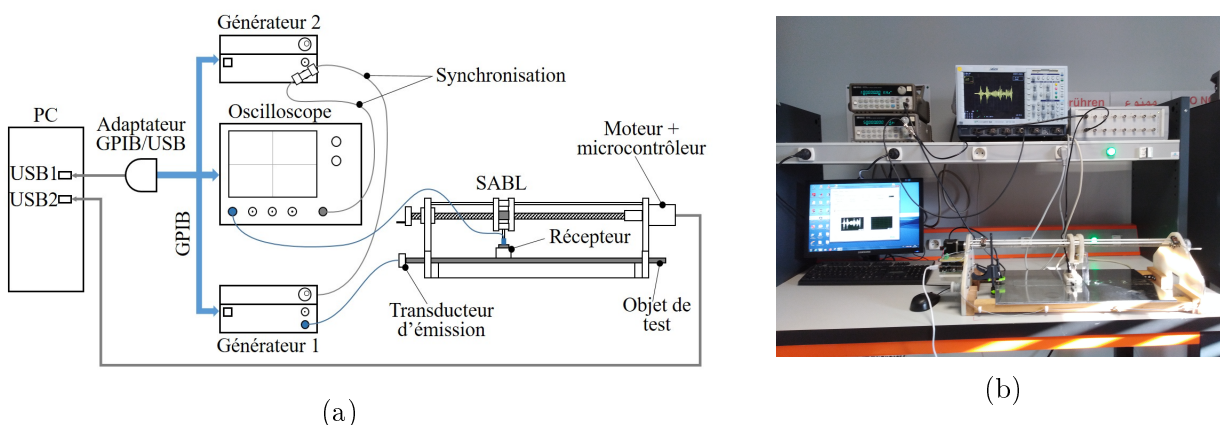 Générateur 2
Synchronisation
PC
Adaptateur
GPIB/USB
Oscilloscope
Moteur +
microcontrôleur
USB1
USB2
SABL
GPIB
Récepteur
Transducteur
d'émission
Objet de
test
Générateur 1
(a)
ühren
(b)